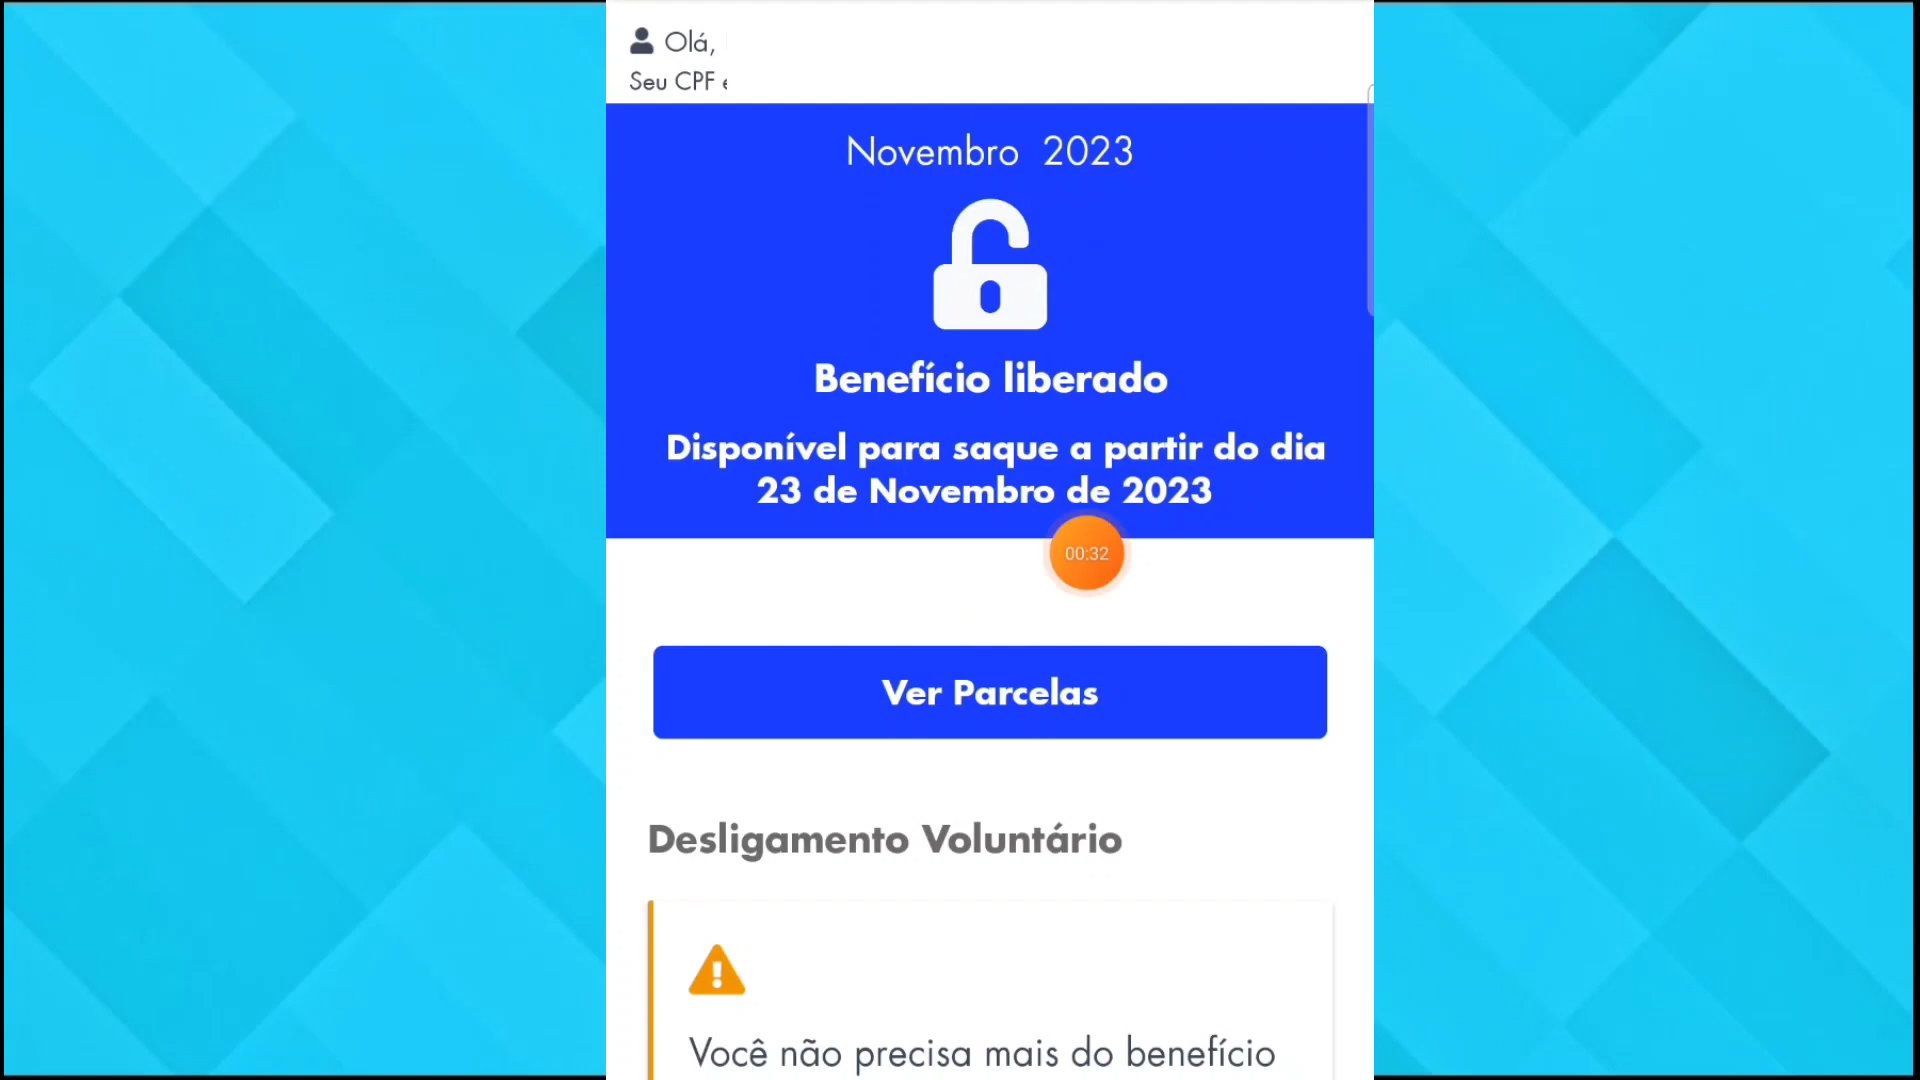 Olá,
Seu CPF
Novembro 2023
Benefício liberado
Disponível para saque a partir do dia
23 de Novembro de 2023
00:32
Ver Parcelas
Desligamento Voluntário
Você não precisa mais do benefício